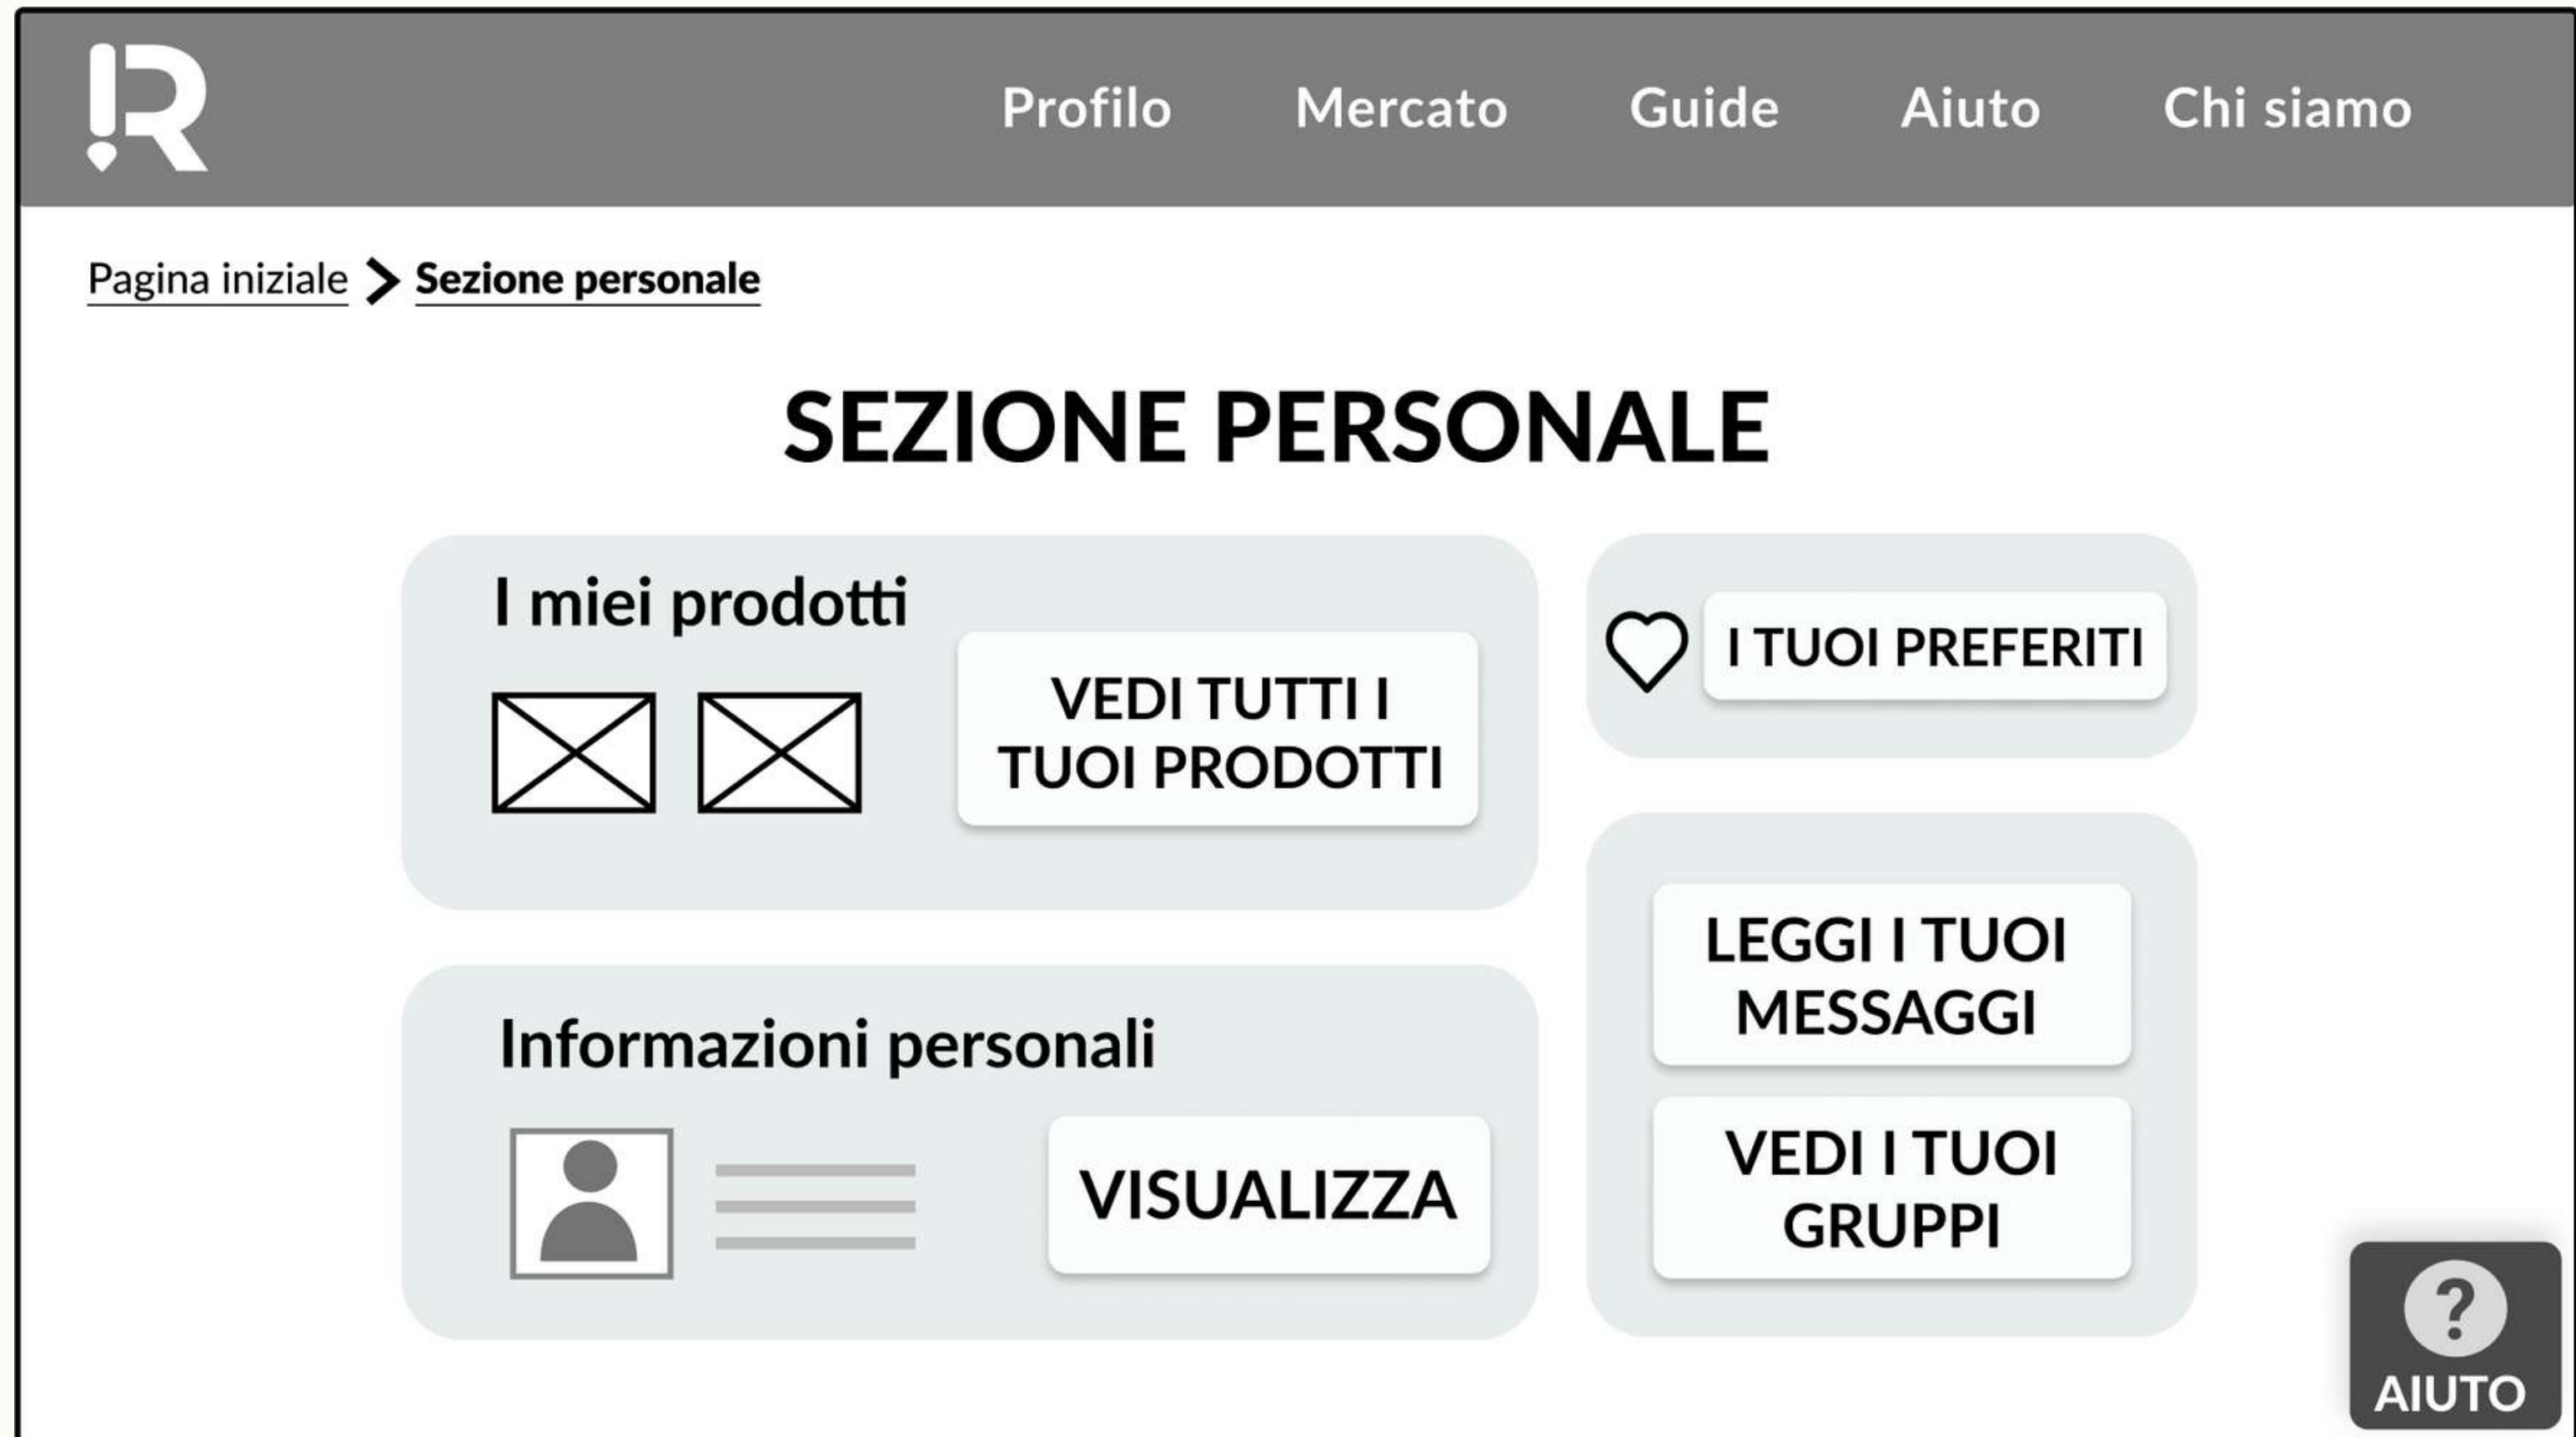 R
Profilo Mercato Guide Aiuto Chi siamo
Pagina iniziale > Sezione personale
SEZIONE PERSONALE
I miei prodotti
VEDI TUTTI I
TUOI PRODOTTI
I TUOI PREFERITI
Informazioni personali
VISUALIZZA
LEGGI I TUOI
MESSAGGI
VEDI I TUOI
GRUPPI
?
AIUTO